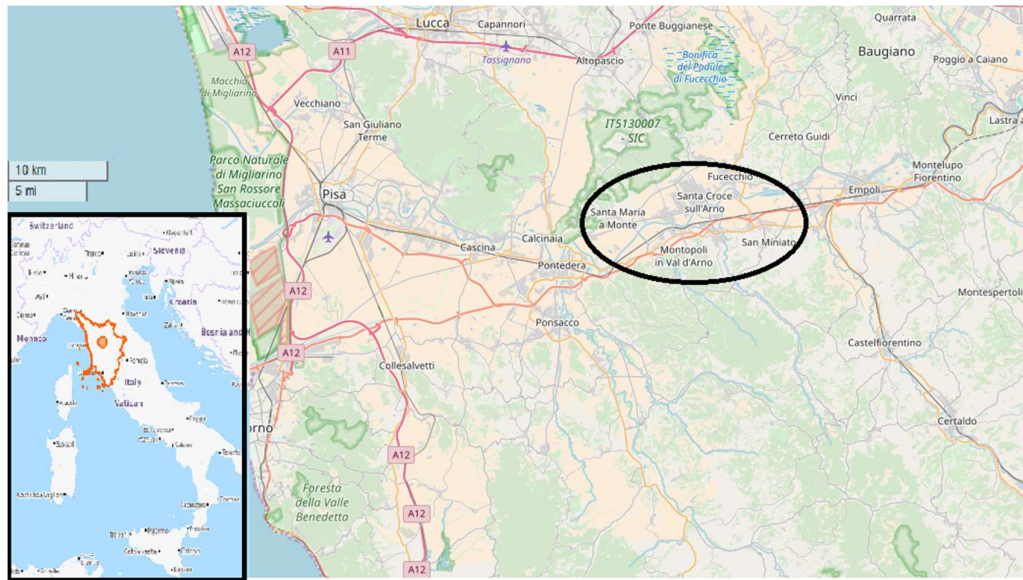 Lucca
Capannori
Ponte Buggianese
Quarrata
A12
A11
Tassignano
Altopascio
Bonifica
del Padule
di Fucecchio
Baugiano
Poggio a Caiano
Macchia
di Migliarino
Vecchiano
Vinci
San Giuliano
Terme
IT5130007
- SIC
Cerreto Guidi
Lastra a
Parco Naturale
di Migliarino
San Rossore
Massaciuccoli
10 km
5 mi
Pisa
Fucecchio
Montelupo
Fiorentino
Empoli
Santa Croce
sull'Arno
Santa Maria
a Monte
Cascina
Calcinaia
San Miniato
Montopoli
in Val d'Arno
Pontedera
A12
Montespertoli
Ponsacco
Castelfiorentino
A12
Collesalvetti
Certaldo
A12
Foresta
della Valle
Benedetta
A12
A12
Switzerland
Slovenia
Croatia
Bosnia and
Monaco
Italy
Vatican